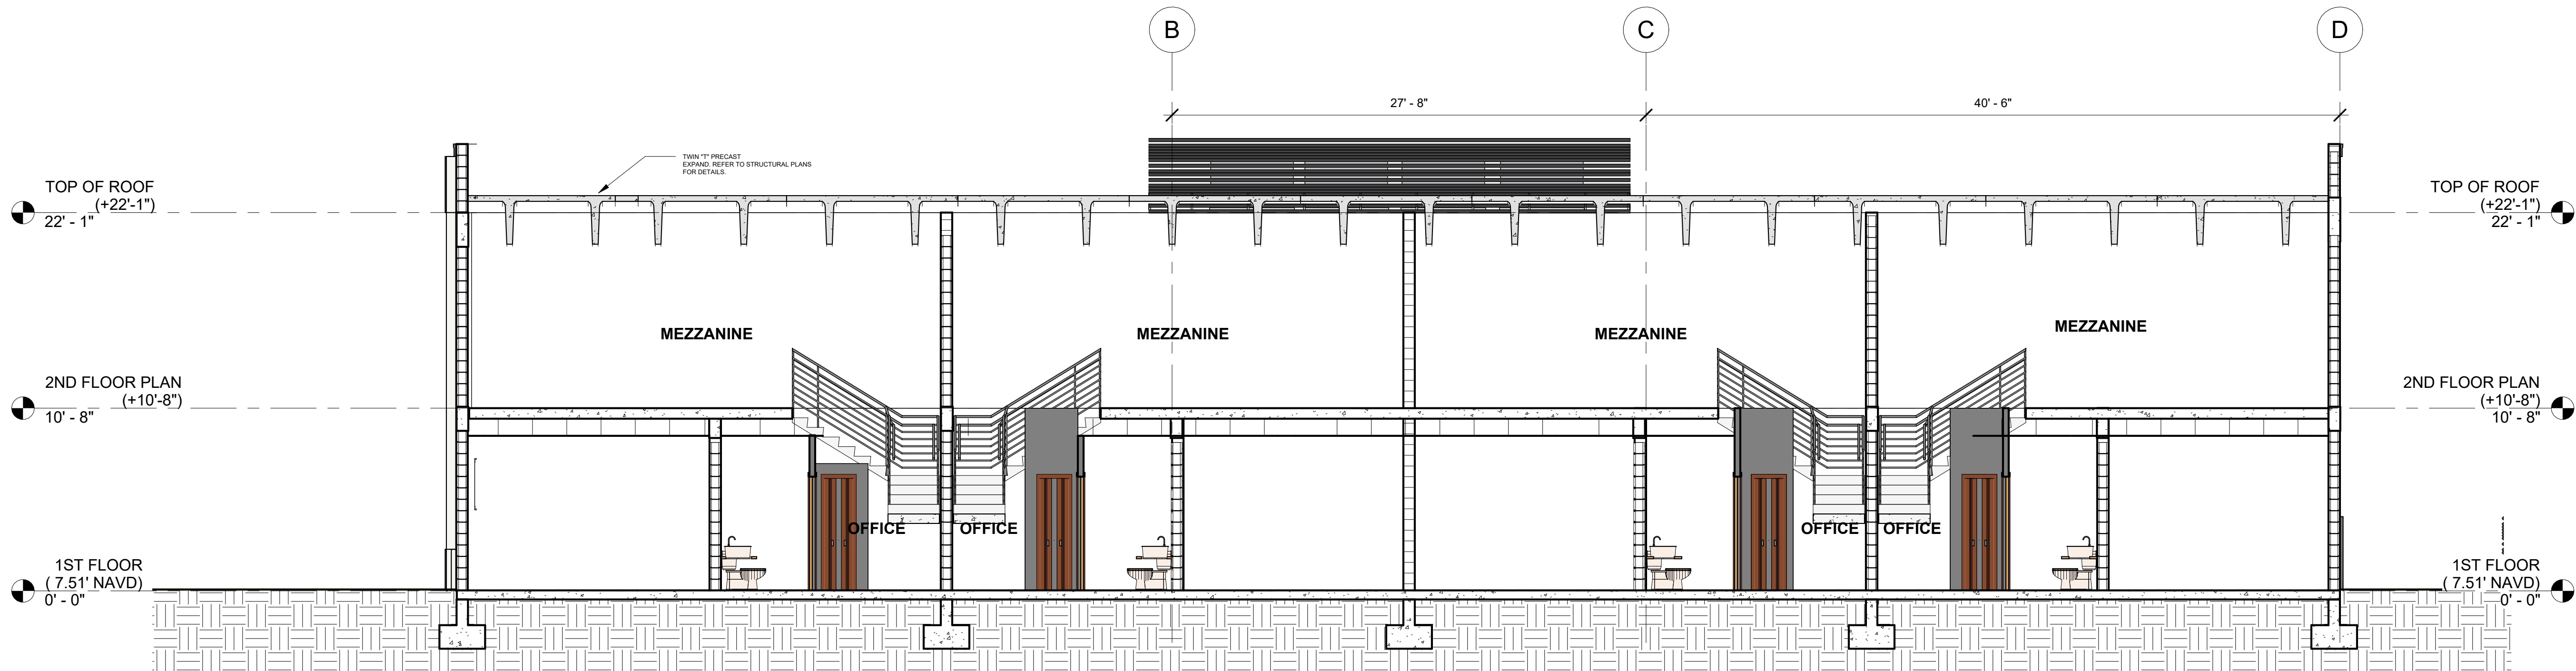 B
C
D
27' - 8"
40' - 6"
TWIN "T" PRECAST
EXPAND. REFER TO STRUCTURAL PLANS
FOR DETAILS.
TOP OF ROOF
(+22'-1")
22' - 1"
TOP OF ROOF
(+22'-1")
22' - 1"
MEZZANINE
MEZZANINE
MEZZANINE
MEZZANINE
2ND FLOOR PLAN
(+10'-8")
10' - 8"
2ND FLOOR PLAN
(+10'-8")
10' - 8"
OFFICE
OFFICE
OFFICE
OFFICE
1ST FLOOR
( 7.51' NAVD)
0' - 0"
1ST FLOOR
( 7.51' NAVD)
0' - 0"